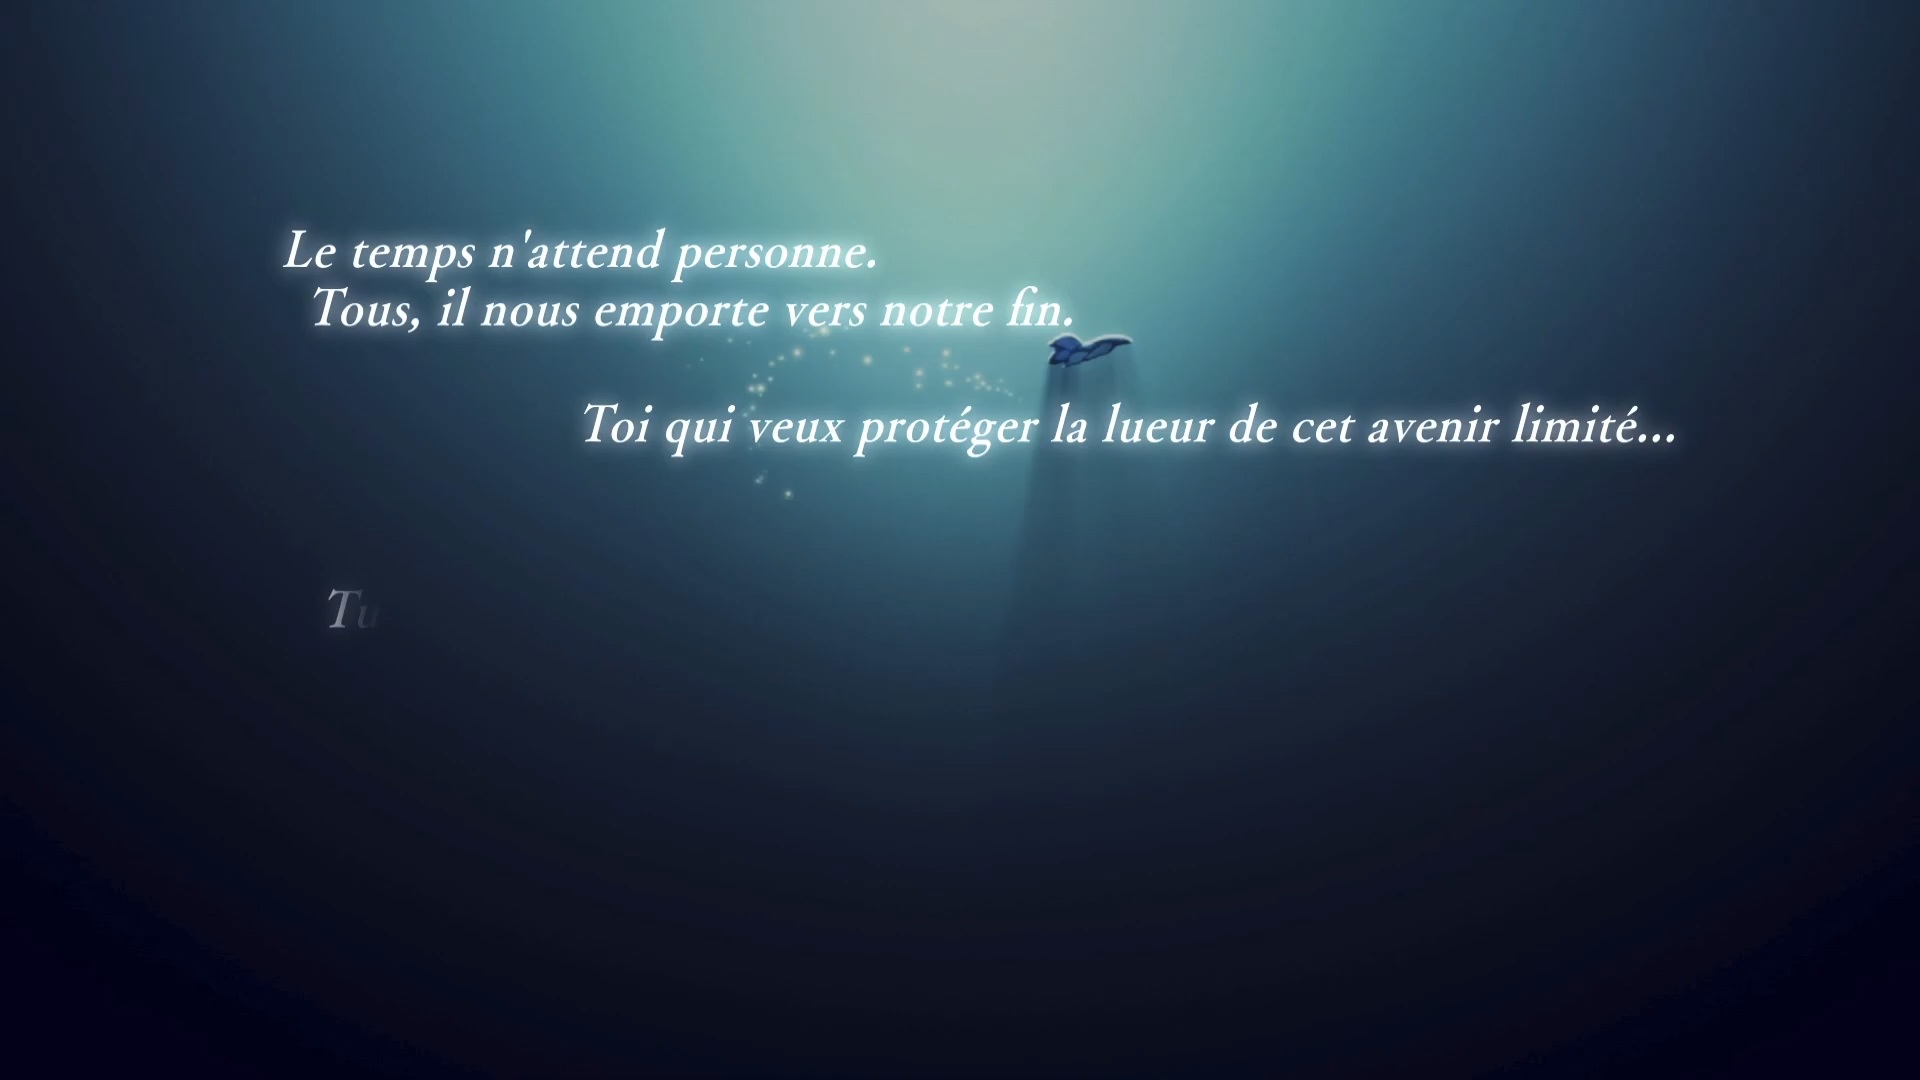 Le temps n'attend personne.
Tous, il nous emporte vers notre fin.
Toi qui veux protéger la lueur de cet avenir limité...
Tu